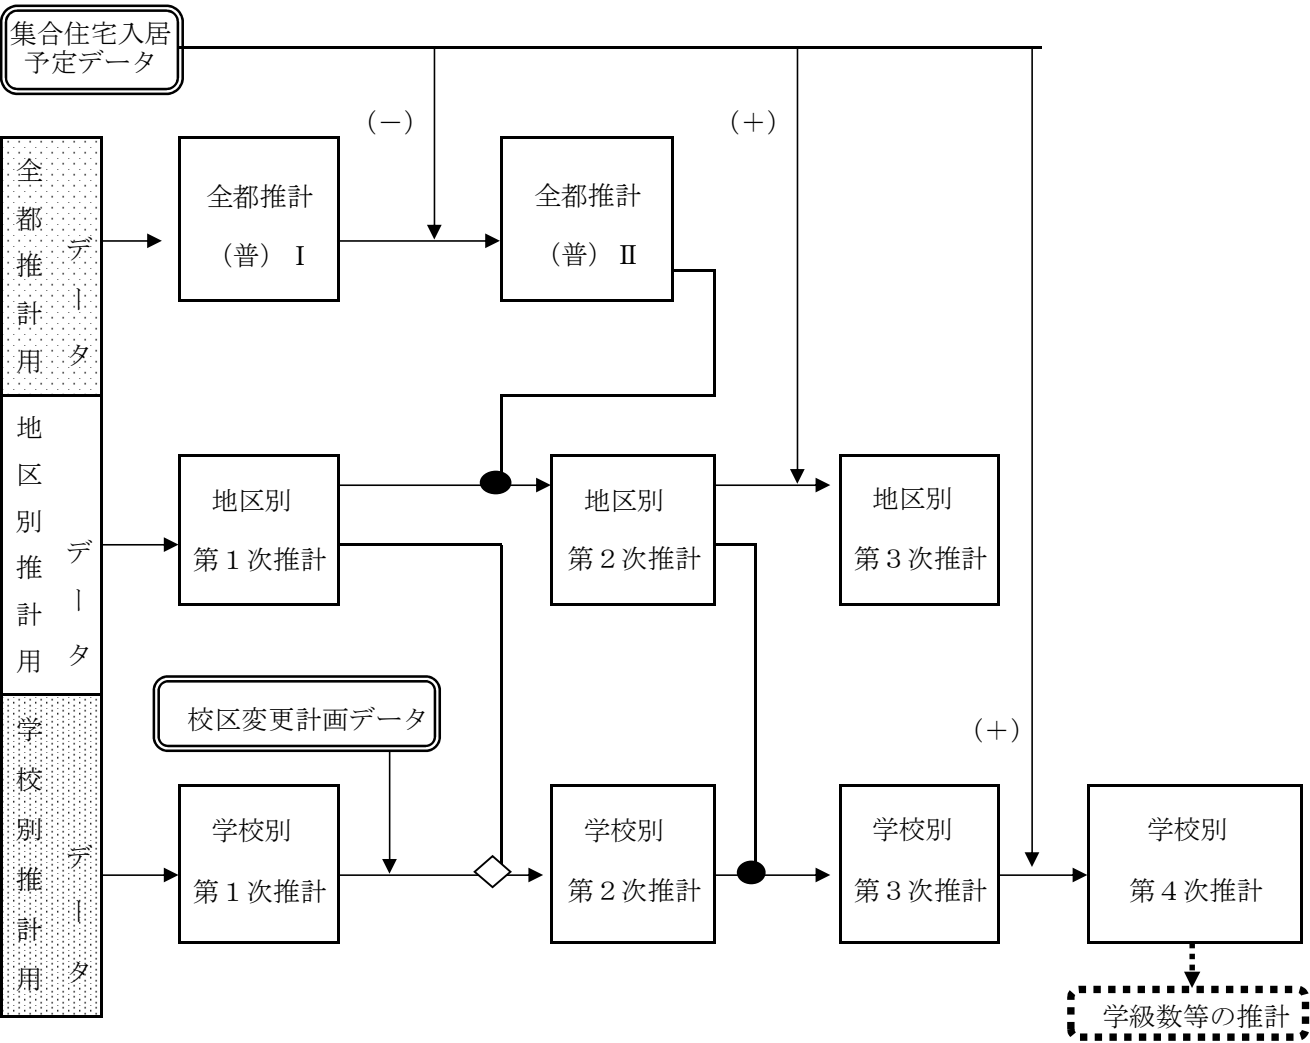 集合住宅入居
予定データ
（－）
（＋）
全都推計用
データ
全都推計
（普） Ⅰ
全都推計
（普） Ⅱ
地区別推計用
データ
地区別
第１次推計
地区別
第２次推計
地区別
第３次推計
校区変更計画データ
（＋）
学校別推計用
データ
学校別
第１次推計
学校別
第２次推計
学校別
第３次推計
学校別
第４次推計
学級数等の推計